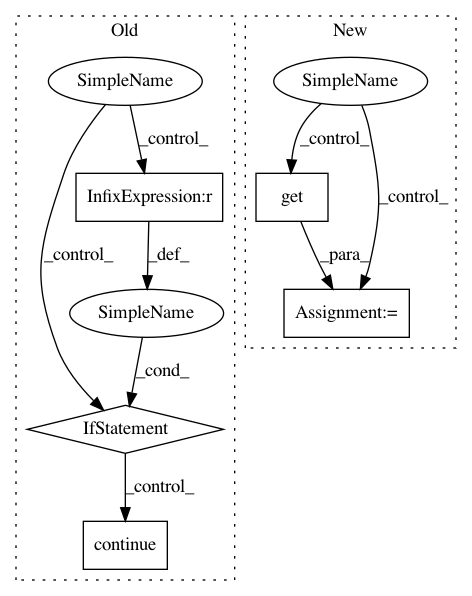 Old
New
SimpleName
SimpleName
_control_
_control_
InfixExpression:r
get
_control_
_control_
_def_
_para_
SimpleName
Assignment:=
_cond_
IfStatement
_control_
continue